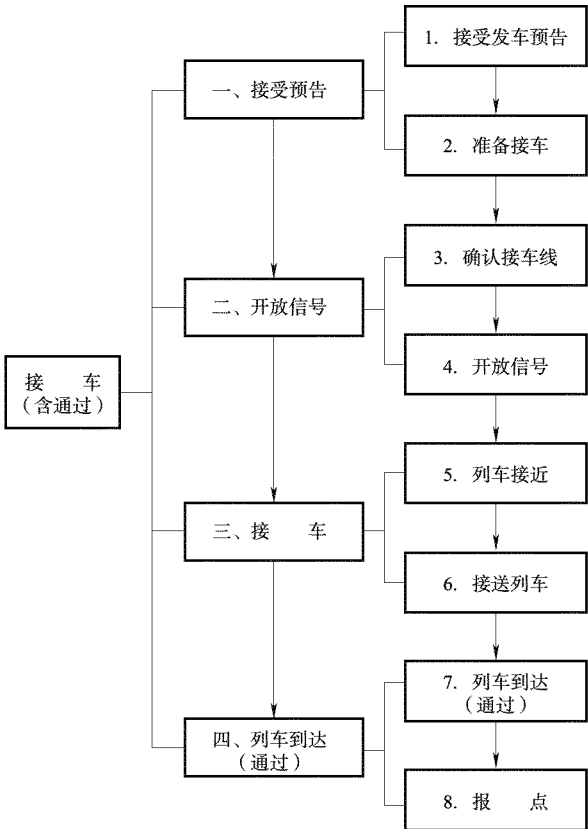 接　　车
（含通过）
一、接受预告
二、开放信号
三、接　　车
四、列车到达
（通过）
1. 接受发车预告
2. 准备接车
3. 确认接车线
4. 开放信号
5. 列车接近
6. 接送列车
7. 列车到达
（通过）
8. 报　　点